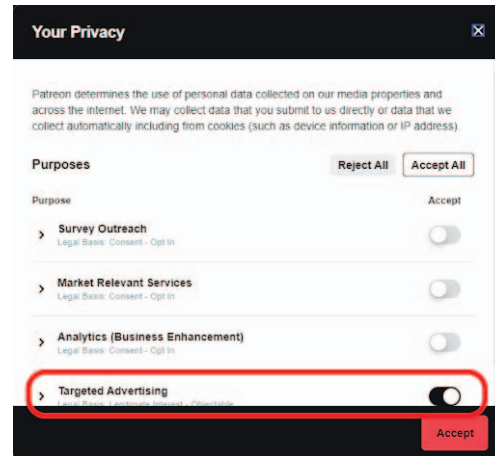 Your Privacy
Patreon determines the use of personal data collected on our media properties and
across the internet. We may collect data that you submit to us directly or data that we
collect automatically including from cookies (such as device information or IP address).
Purposes Reject All Accept All
Purpose Accept
Survey Outreach
Legal Basis: Consent - Opt In
Market Relevant Services
Legal Basis: Consent - Opt In
Analytics (Business Enhancement)
Legal Basis: Consent - Opt In
Targeted Advertising
Legal Basis: Legitimate Interest - Objectable
Accept